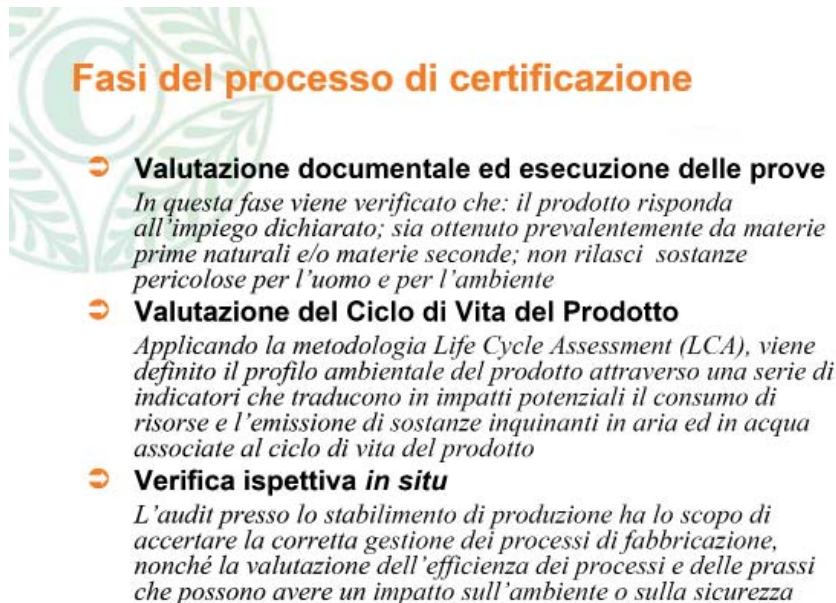 Fasi del processo di certificazione
Valutazione documentale ed esecuzione delle prove
In questa fase viene verificato che: il prodotto risponda
all'impiego dichiarato; sia ottenuto prevalentemente da materie
prime naturali e/o materie seconde; non rilasci sostanze
pericolose per l'uomo e per l'ambiente
Valutazione del Ciclo di Vita del Prodotto
Applicando la metodologia Life Cycle Assessment (LCA), viene
definito il profilo ambientale del prodotto attraverso una serie di
indicatori che traducono in impatti potenziali il consumo di
risorse e l'emissione di sostanze inquinanti in aria ed in acqua
associate al ciclo di vita del prodotto
Verifica ispettiva in situ
L'audit presso lo stabilimento di produzione ha lo scopo di
accertare la corretta gestione dei processi di fabbricazione,
nonché la valutazione dell'efficienza dei processi e delle prassi
che possono avere un impatto sull'ambiente o sulla sicurezza